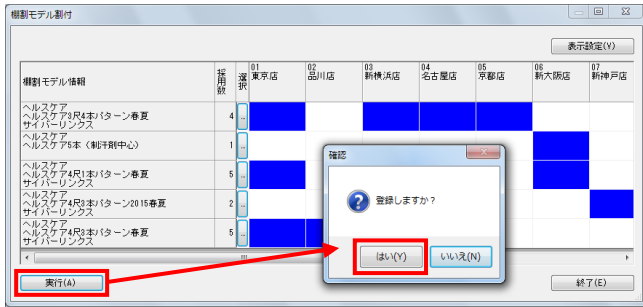 棚割モデル割付
表示設定(V)
棚割モデル情報
採用数
選択
01
東京店
02
品川店
03
新横浜店
04
名古屋店
05
京都店
06
新大阪店
07
新神戸店
ヘルスケア
ヘルスケア3尺4本パターン春夏
サイバーリンクス
4
...
ヘルスケア
ヘルスケア5本（制汗剤中心）
1
...
ヘルスケア
ヘルスケア4尺1本パターン春夏
サイバーリンクス
5
...
ヘルスケア
ヘルスケア4尺3本パターン2015春夏
サイバーリンクス
2
...
ヘルスケア
ヘルスケア4尺3本パターン春夏
サイバーリンクス
5
...
確認
登録しますか？
はい(Y)
いいえ(N)
実行(A)
終了(E)